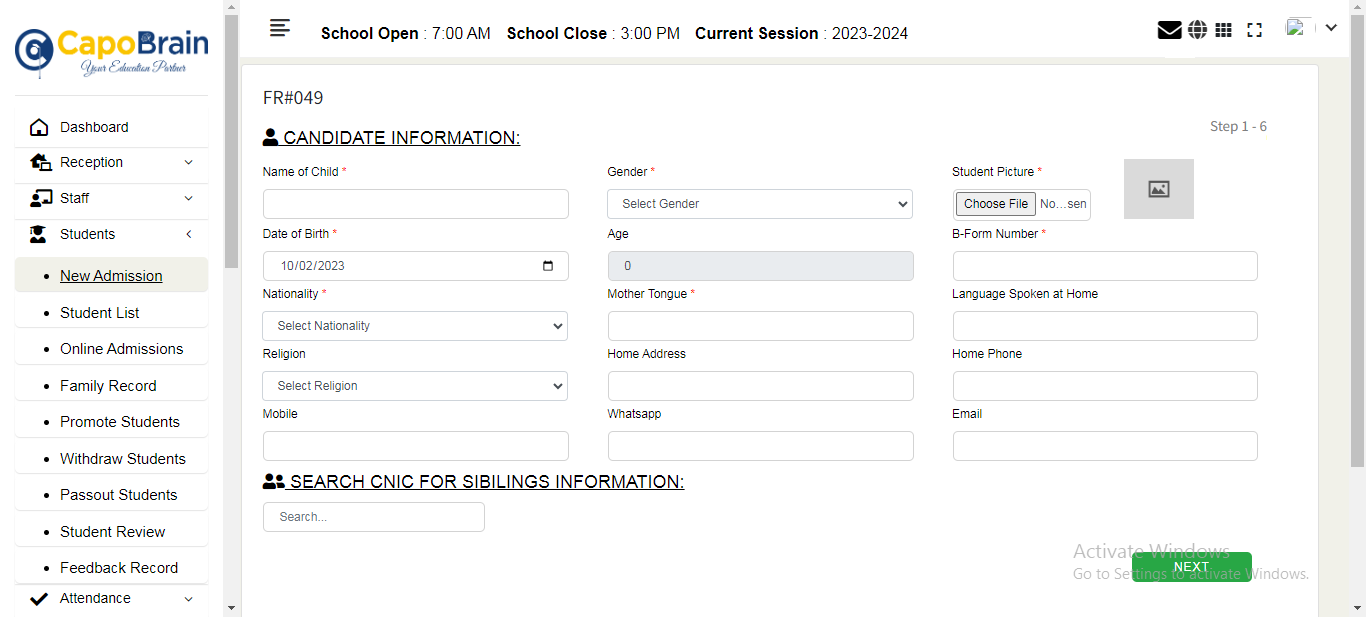 CapoBrain
Your Education Partner
School Open : 7:00 AM School Close : 3:00 PM Current Session : 2023-2024
Dashboard
Reception
Staff
Students
New Admission
Student List
Online Admissions
Family Record
Promote Students
Withdraw Students
Passout Students
Student Review
Feedback Record
Attendance
FR#049
Step 1 - 6
CANDIDATE INFORMATION:
Name of Child *
Gender *
Select Gender
Student Picture *
Choose File No...sen
Date of Birth *
10/02/2023
Age
0
B-Form Number *
Nationality *
Select Nationality
Mother Tongue *
Language Spoken at Home
Religion
Select Religion
Home Address
Home Phone
Mobile
Whatsapp
Email
SEARCH CNIC FOR SIBILINGS INFORMATION:
Search...
NEXT
Activate Windows
Go to Settings to activate Windows.